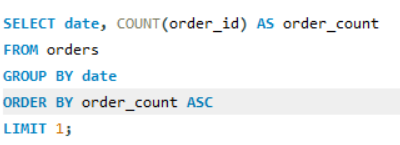 SELECT date, COUNT(order_id) AS order_count
FROM orders
GROUP BY date
ORDER BY order_count ASC
LIMIT 1;